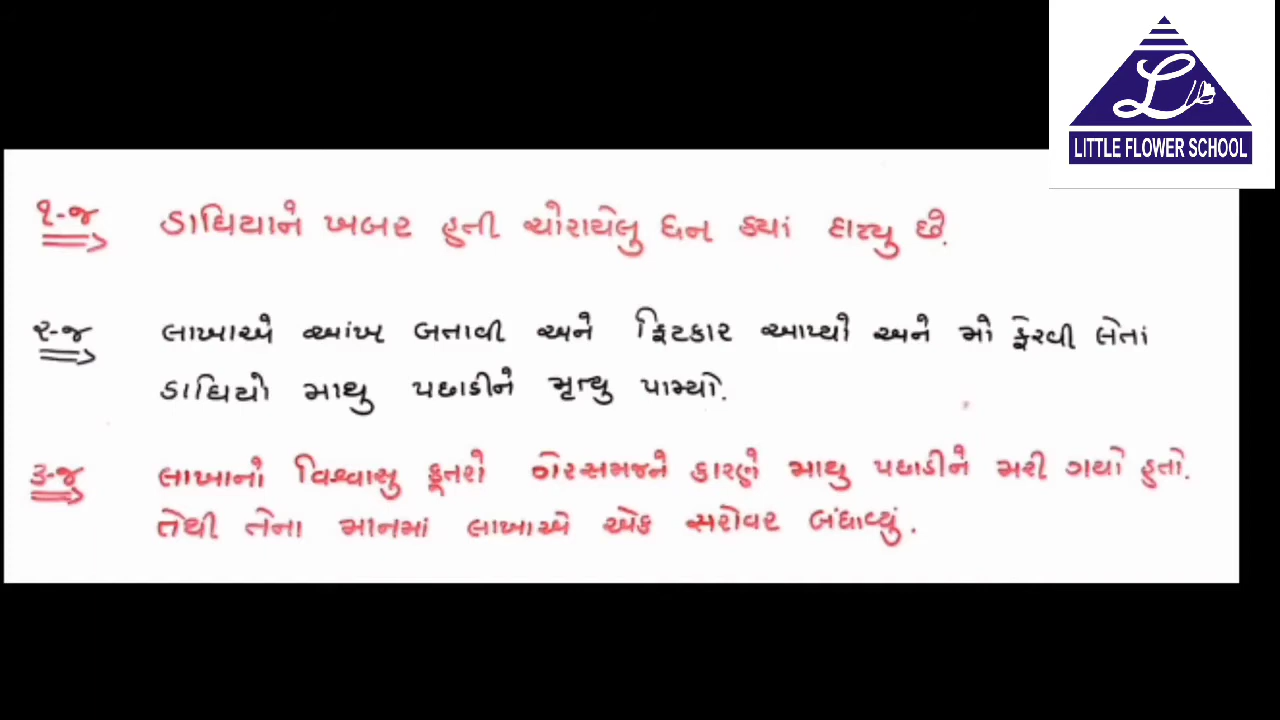 LITTLE FLOWER SCHOOL
૧-જ ડાઘિયાને ખબર હતી ચોરાયેલુ ધન ક્યાં દાટ્યુ છે.
૨-જ લાખાએ આંખ બતાવી અને ફિટકાર આપ્યો અને મો ફેરવી લેતાં
ડાઘિયો માથુ પછાડીને મૃત્યુ પામ્યો.
૩-જ લાખાનો વિશ્વાસુ કૂતરો ગેરસમજને કારણે માથુ પછાડીને મરી ગયો હતો.
તેથી તેના માનમાં લાખાએ એક સરોવર બંધાવ્યું.